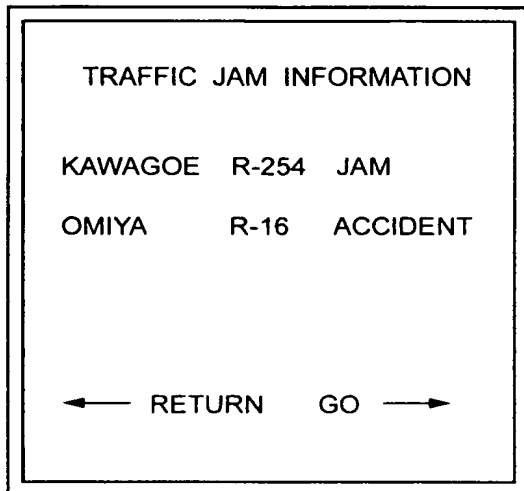 TRAFFIC JAM INFORMATION
KAWAGOE R-254 JAM
OMIYA R-16 ACCIDENT
← RETURN GO →